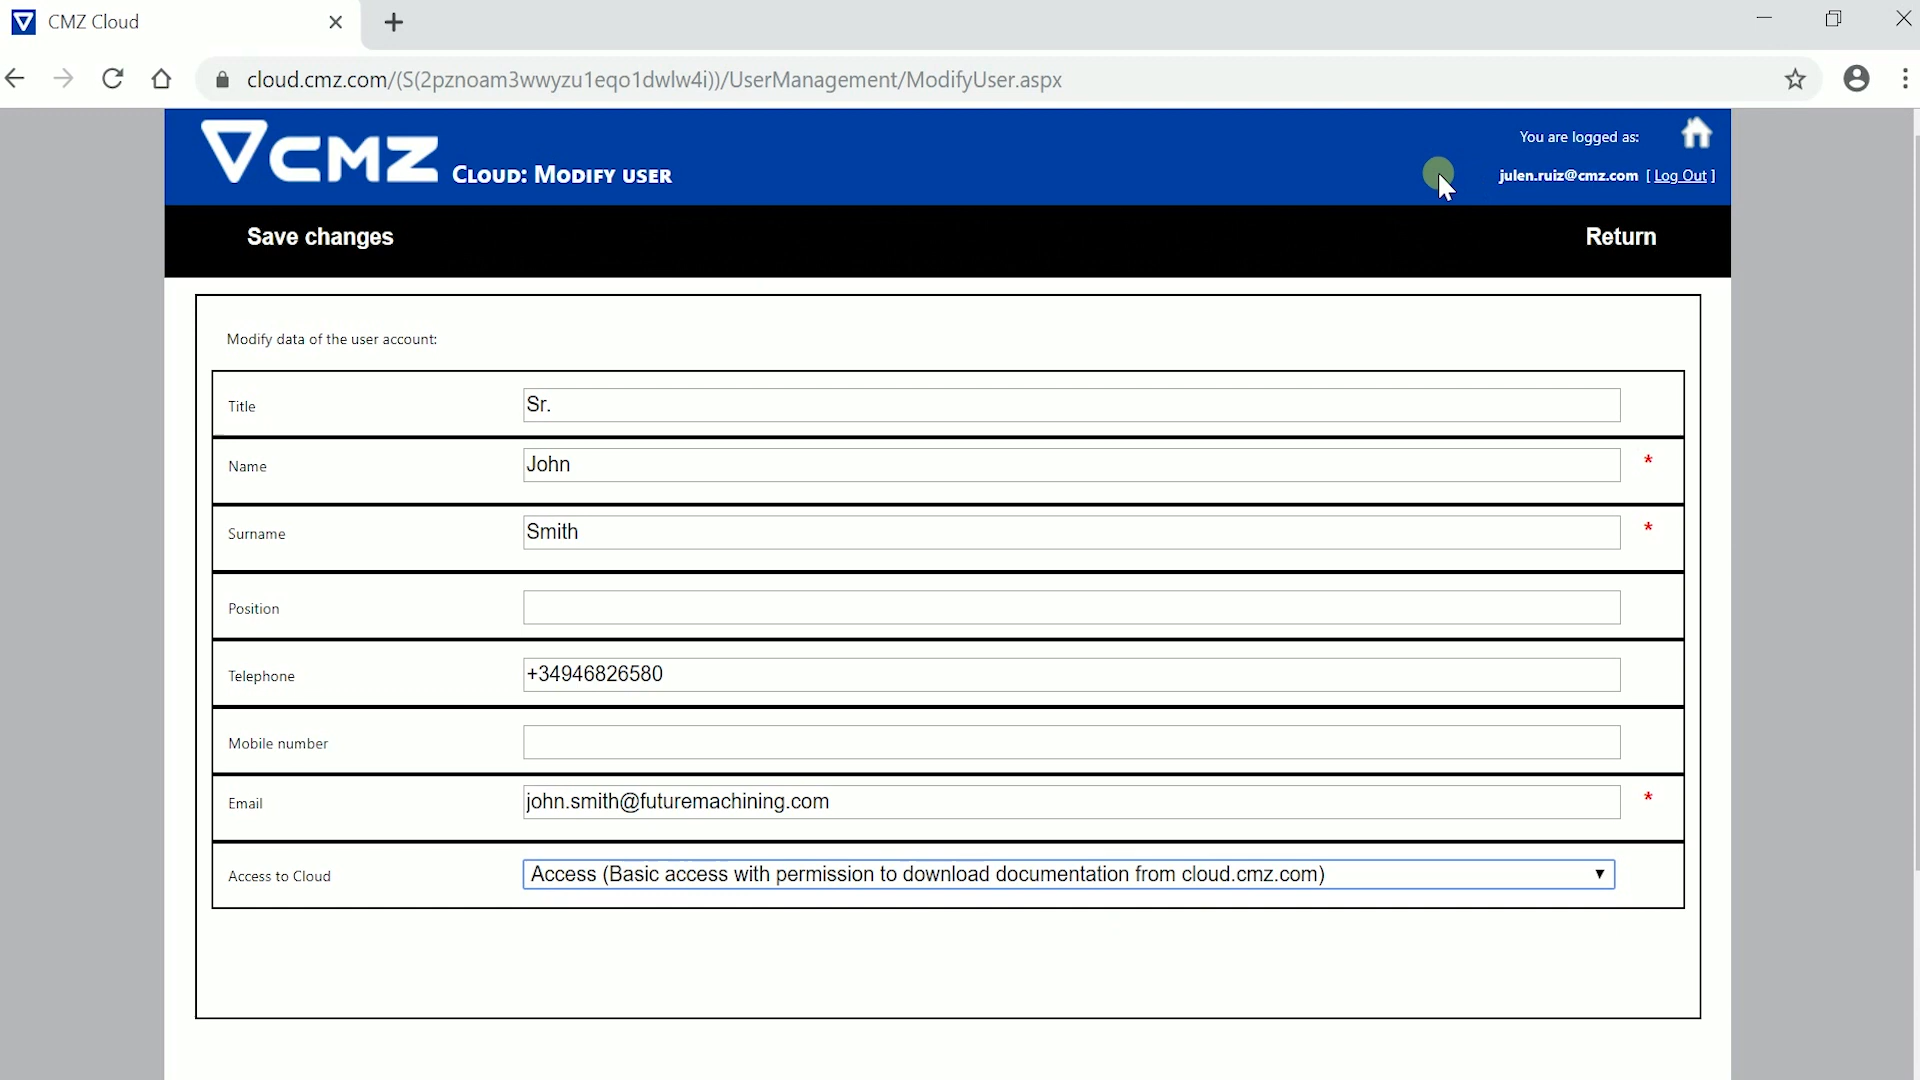 CMZ Cloud
cloud.cmz.com/(S(2pznoam3wwyzu1eqo1dwlw4i))/UserManagement/ModifyUser.aspx
CMZ Cloud: Modify user
You are logged as:
julen.ruiz@cmz.com [ Log Out ]
Save changes
Return
Modify data of the user account:
Title Sr.
Name John *
Surname Smith *
Position
Telephone +34946826580
Mobile number
Email john.smith@futuremachining.com *
Access to Cloud Access (Basic access with permission to download documentation from cloud.cmz.com)